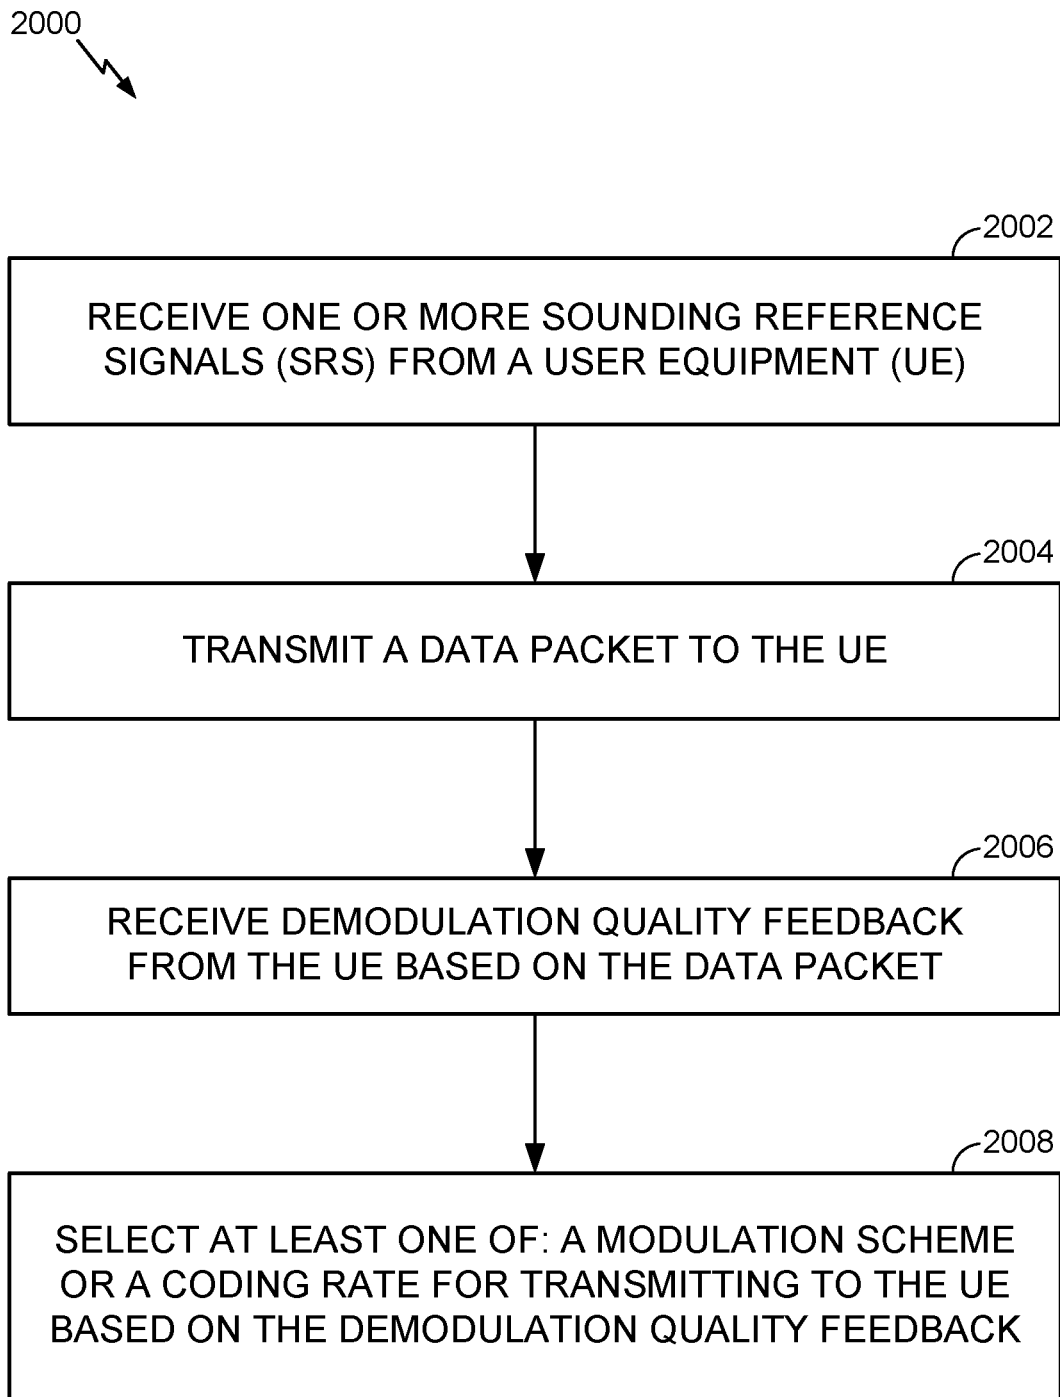 2000
2002
RECEIVE ONE OR MORE SOUNDING REFERENCE
SIGNALS (SRS) FROM A USER EQUIPMENT (UE)
2004
TRANSMIT A DATA PACKET TO THE UE
2006
RECEIVE DEMODULATION QUALITY FEEDBACK
FROM THE UE BASED ON THE DATA PACKET
2008
SELECT AT LEAST ONE OF: A MODULATION SCHEME
OR A CODING RATE FOR TRANSMITTING TO THE UE
BASED ON THE DEMODULATION QUALITY FEEDBACK